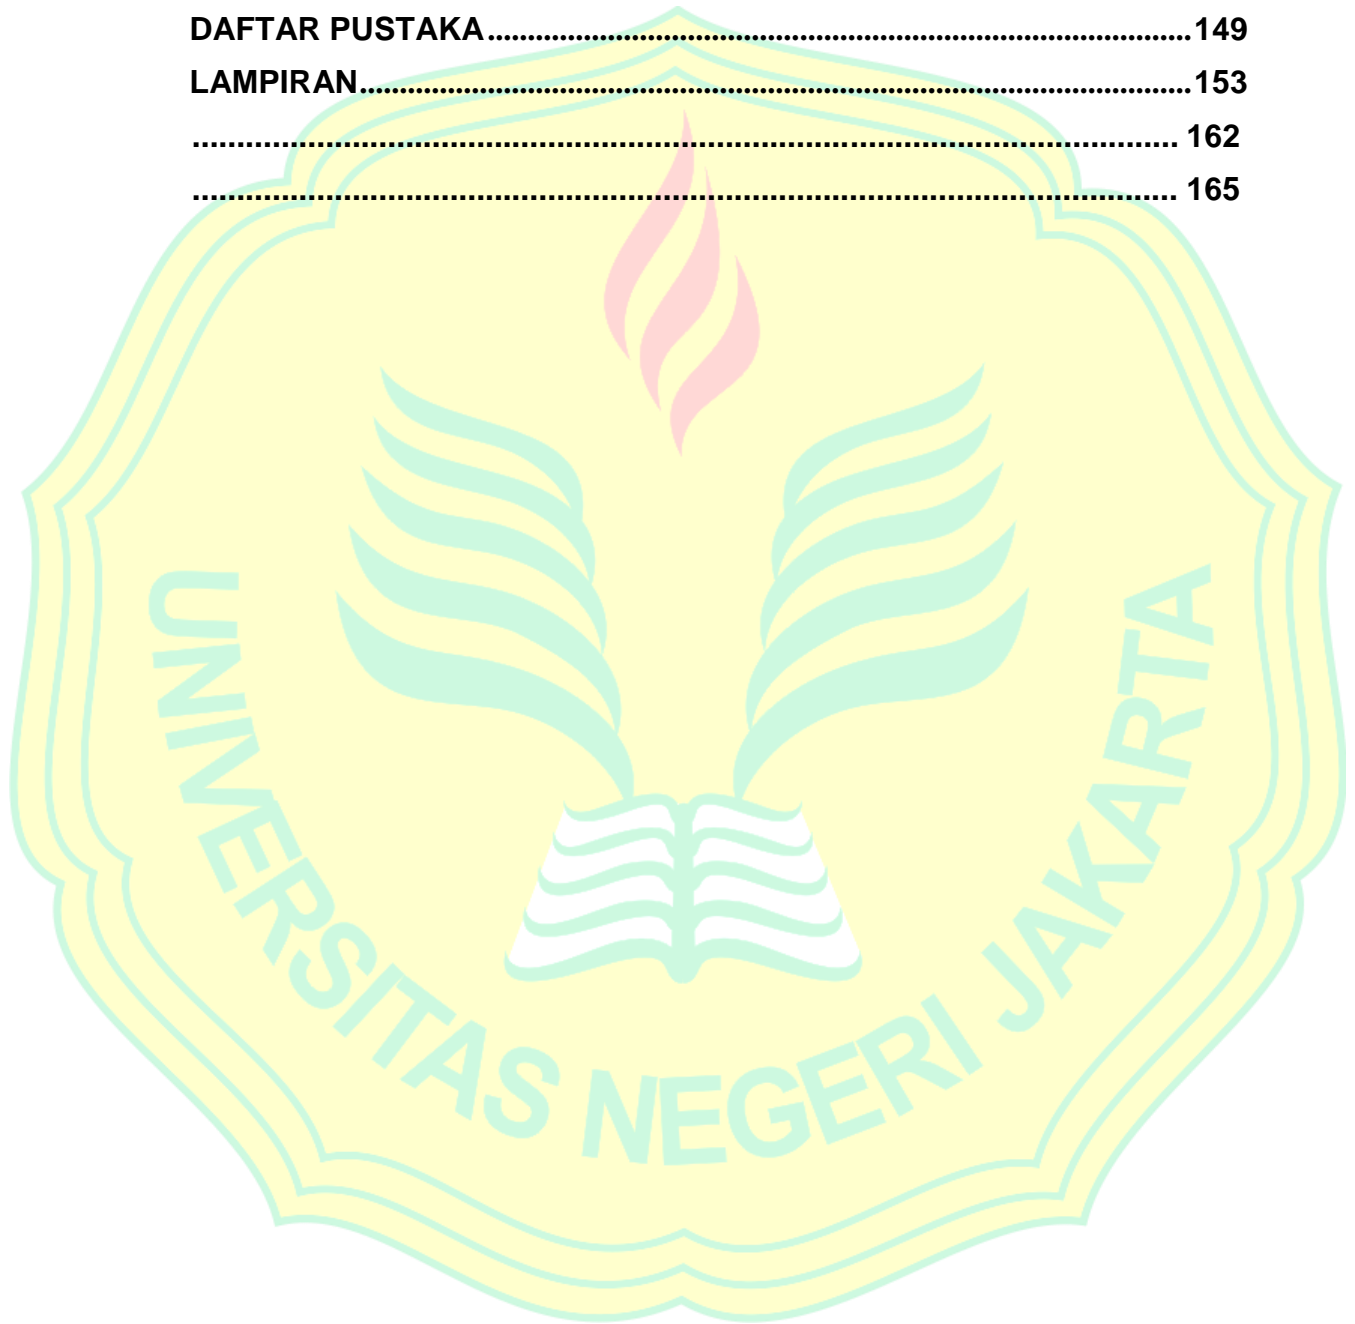 DAFTAR PUSTAKA................................................................................149
LAMPIRAN...............................................................................................153
................................................................................................................ 162
................................................................................................................ 165
UNIVERSITAS NEGERI JAKARTA